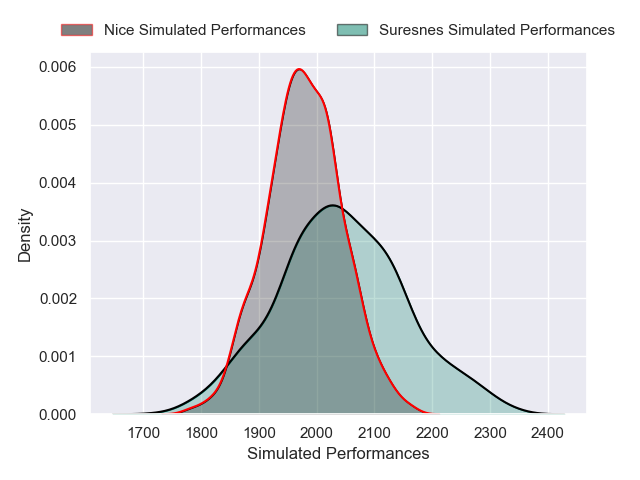 Nice Simulated Performances Suresnes Simulated Performances
0.006
0.005
0.004
0.003
0.002
0.001
0.000
Density
1700 1800 1900 2000 2100 2200 2300 2400
Simulated Performances